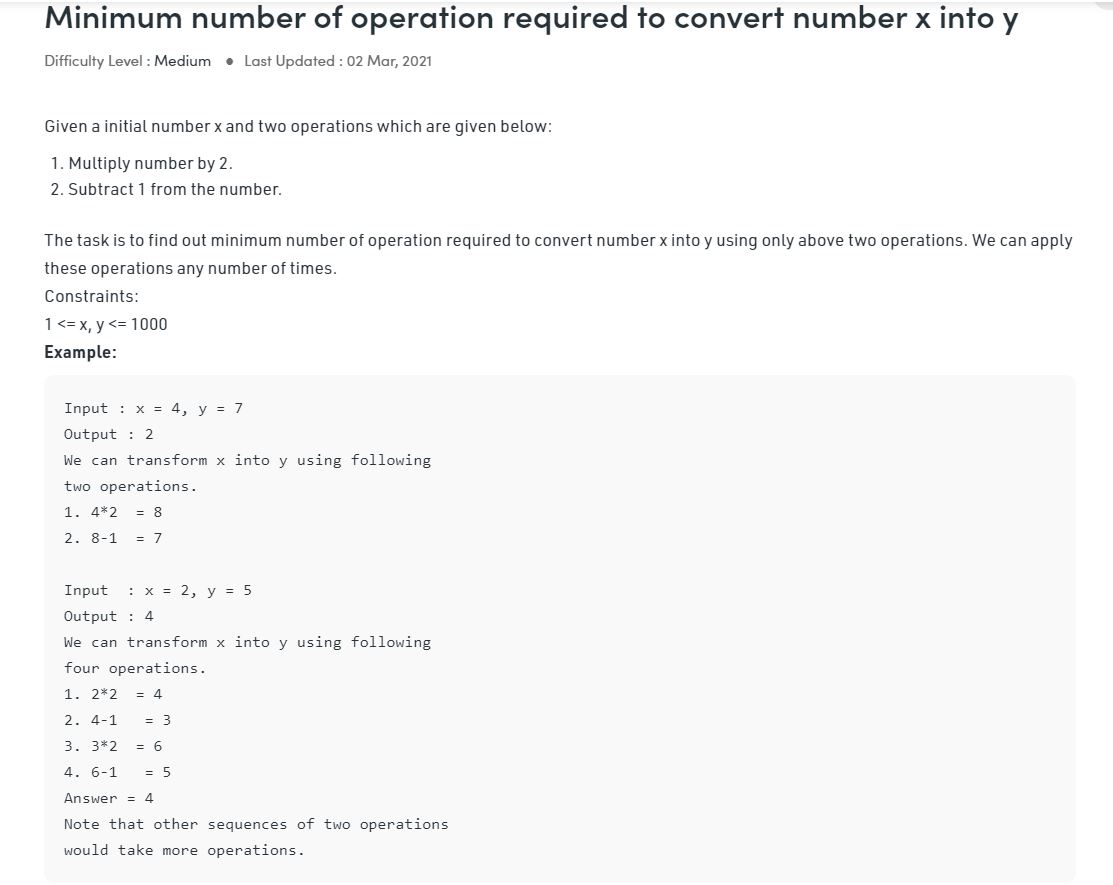 Minimum number of operation required to convert number x into y
Difficulty Level : Medium ● Last Updated : 02 Mar, 2021
Given a initial number x and two operations which are given below:
1. Multiply number by 2.
2. Subtract 1 from the number.
The task is to find out minimum number of operation required to convert number x into y using only above two operations. We can apply
these operations any number of times.
Constraints:
1 <= x, y <= 1000
Example:
Input : x = 4, y = 7
Output : 2
We can transform x into y using following
two operations.
1. 4*2  = 8
2. 8-1  = 7
Input  : x = 2, y = 5
Output : 4
We can transform x into y using following
four operations.
1. 2*2  = 4
2. 4-1   = 3
3. 3*2  = 6
4. 6-1   = 5
Answer = 4
Note that other sequences of two operations
would take more operations.